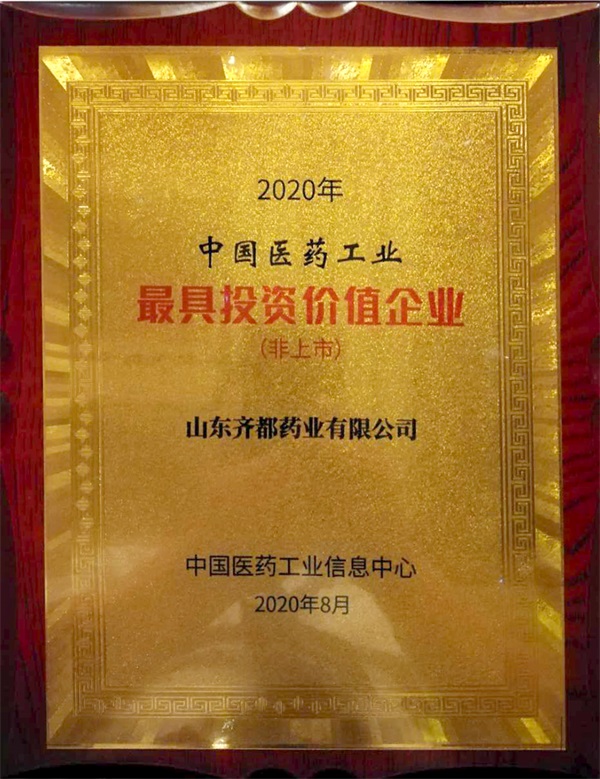 2020年
中国医药工业
最具投资价值企业
(非上市)
山东齐都药业有限公司
中国医药工业信息中心
2020年8月